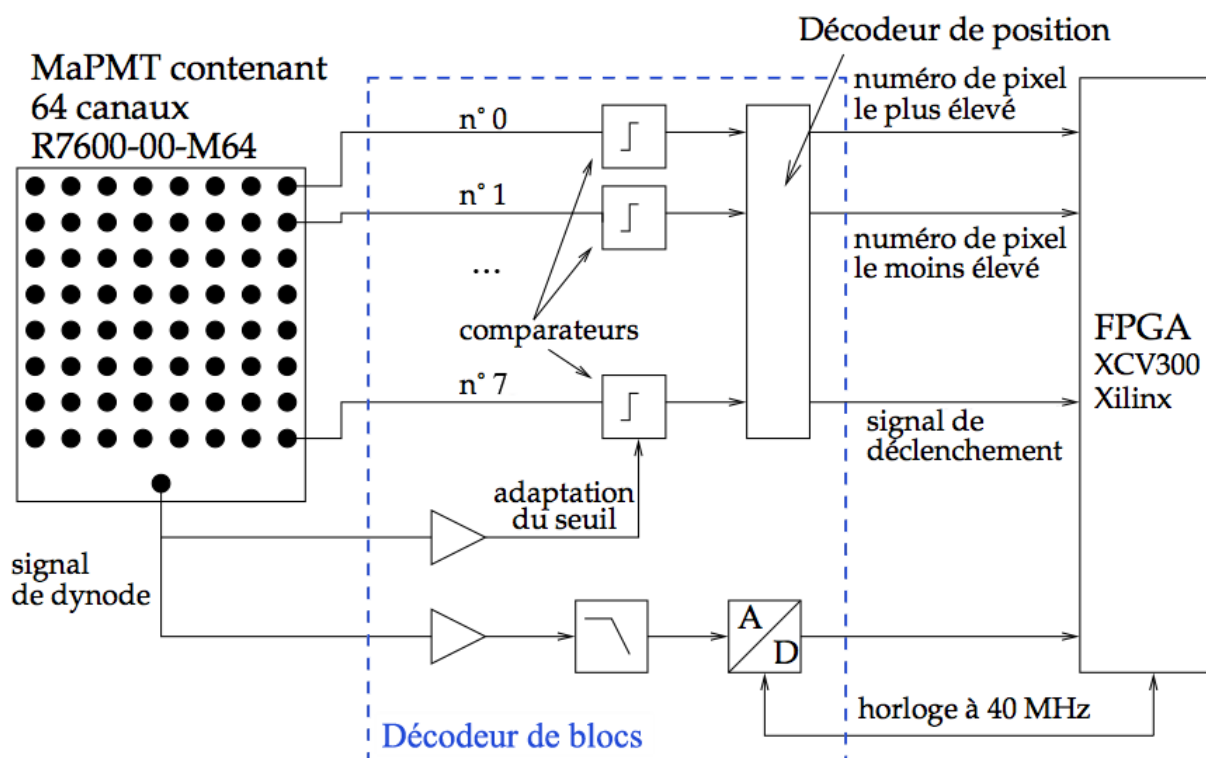 Décodeur de position
MaPMT contenant
64 canaux
R7600-00-M64
numéro de pixel
le plus élevé
n° 0
n° 1
...
numéro de pixel
le moins élevé
comparateurs
FPGA
XCV300
Xilinx
n° 7
signal de
déclenchement
adaptation
du seuil
signal
de dynode
A
D
horloge à 40 MHz
Décodeur de blocs